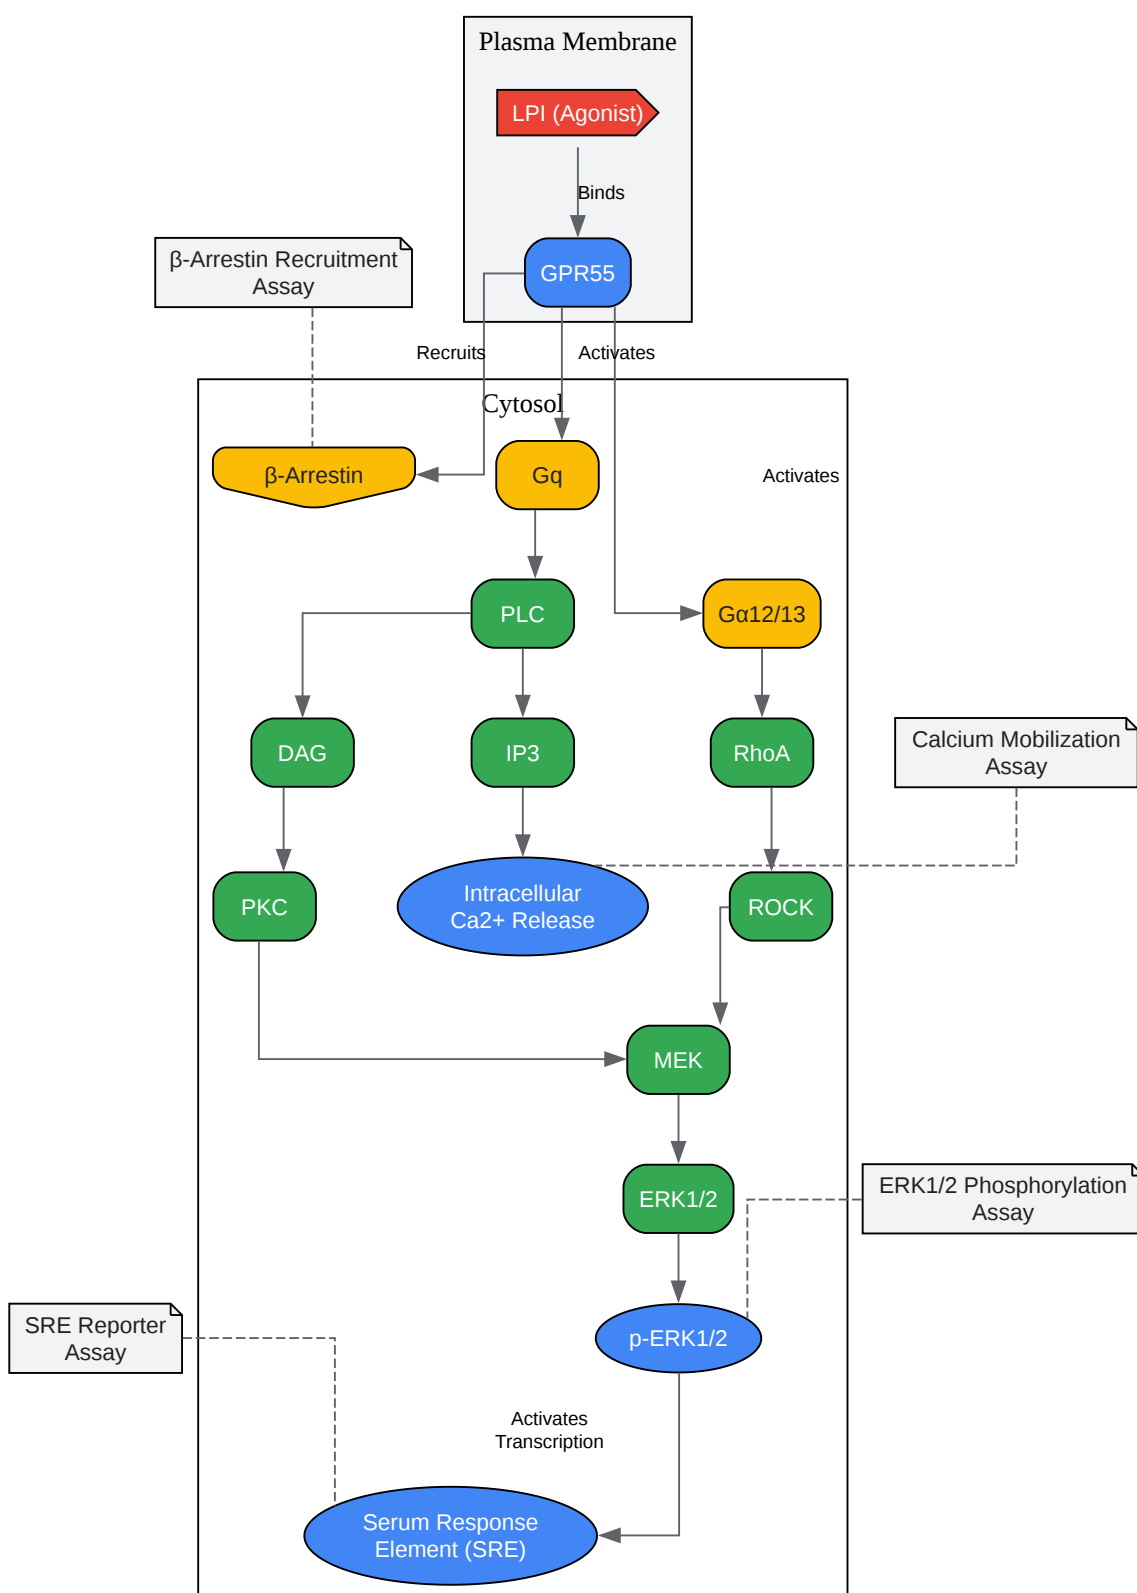 Plasma Membrane
LPI (Agonist)
Binds
β-Arrestin Recruitment
Assay
GPR55
Recruits
Activates
Cytosol
β-Arrestin
Gq
Activates
PLC
Gα12/13
DAG
IP3
RhoA
Calcium Mobilization
Assay
PKC
Intracellular
Ca2+ Release
ROCK
MEK
ERK1/2
ERK1/2 Phosphorylation
Assay
SRE Reporter
Assay
p-ERK1/2
Activates
Transcription
Serum Response
Element (SRE)